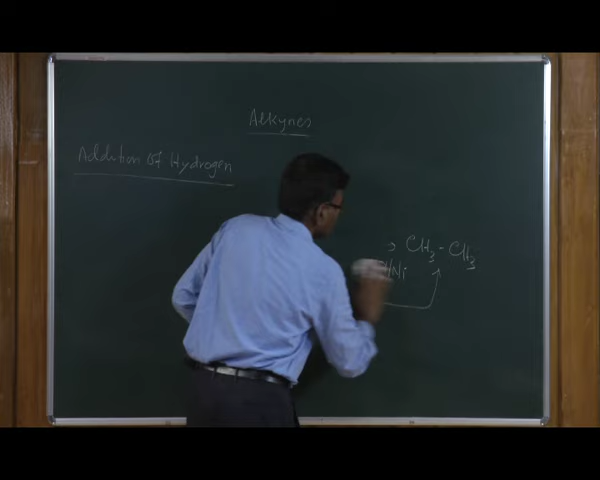 Alkynes
Addition Of Hydrogen
→ CH3 - CH3
/Ni